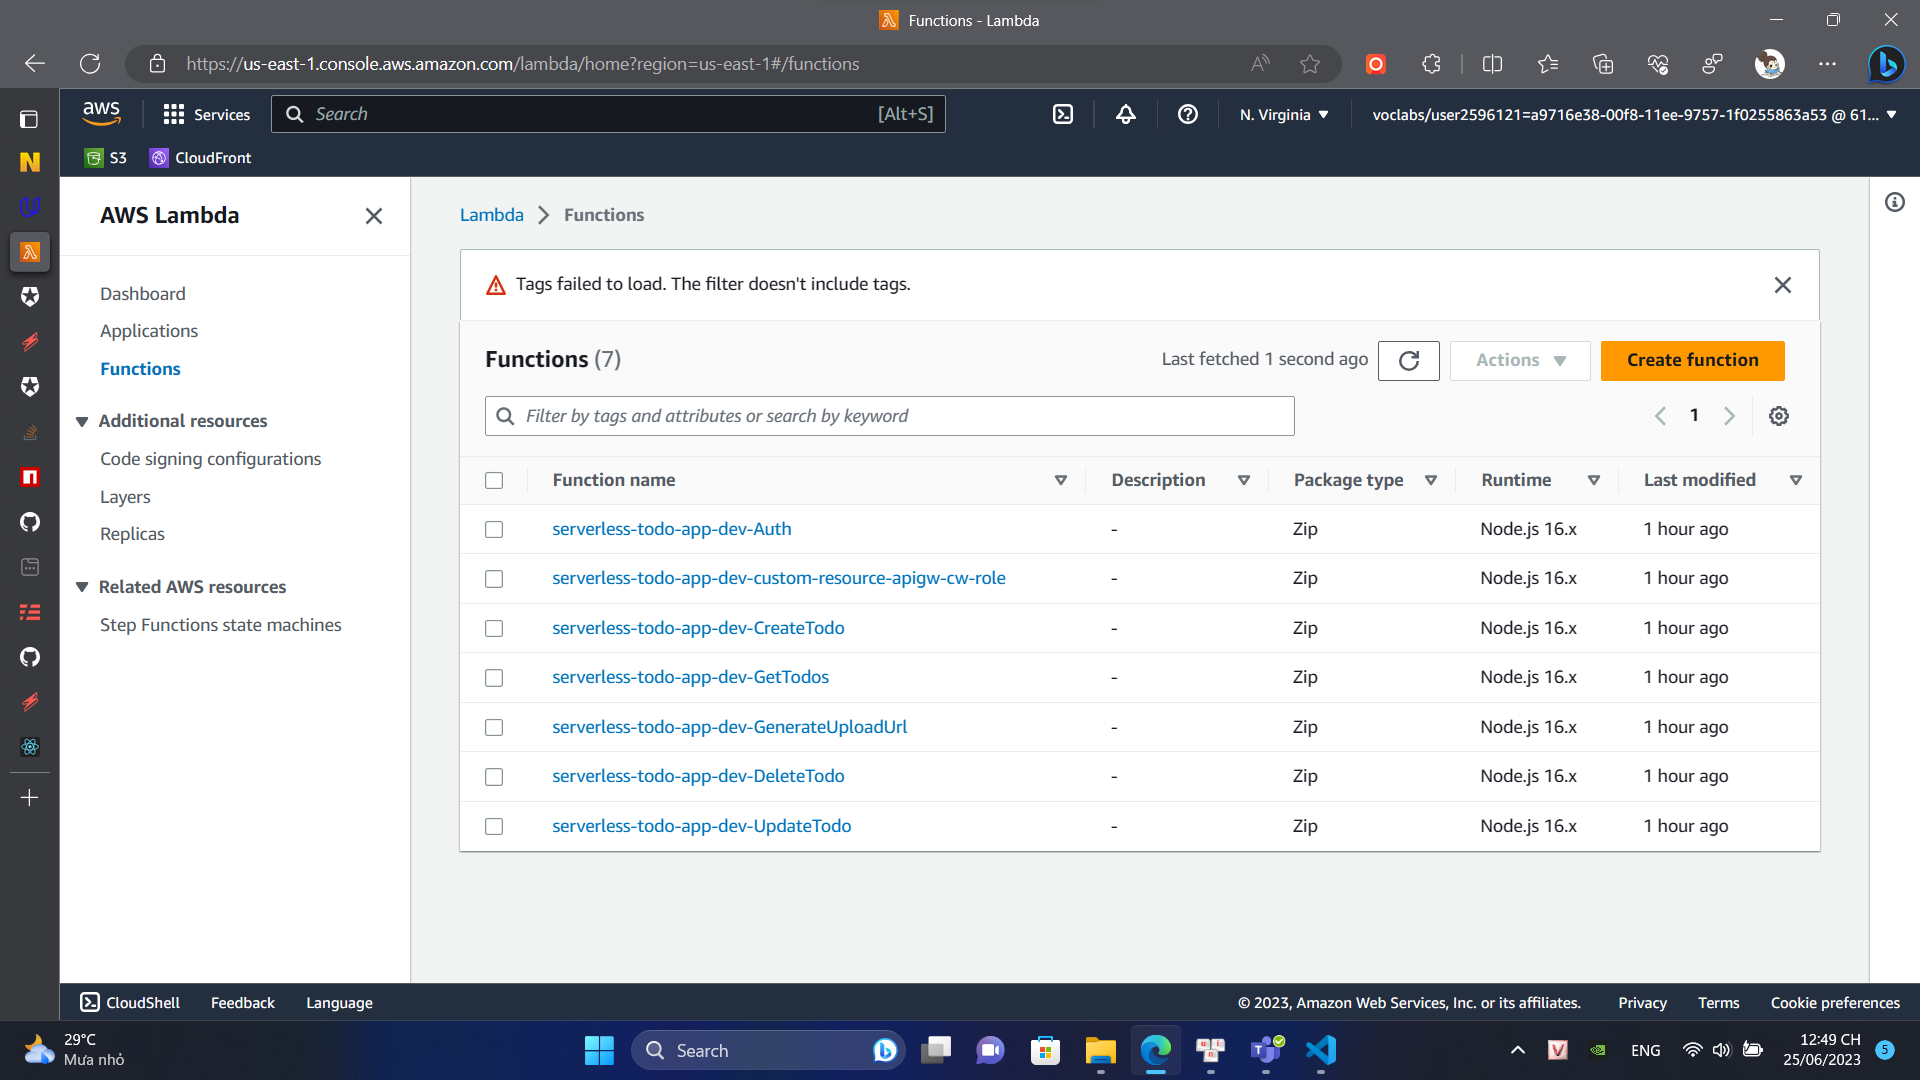 Functions - Lambda
https://us-east-1.console.aws.amazon.com/lambda/home?region=us-east-1#/functions
aws
Services
Search
[Alt+S]
N. Virginia
voclabs/user2596121=a9716e38-00f8-11ee-9757-1f0255863a53 @ 61...
S3
CloudFront
AWS Lambda
Dashboard
Applications
Functions
Additional resources
Code signing configurations
Layers
Replicas
Related AWS resources
Step Functions state machines
Lambda
Functions
Tags failed to load. The filter doesn't include tags.
Functions (7)
Last fetched 1 second ago
Actions
Create function
Filter by tags and attributes or search by keyword
1
Function name Description Package type Runtime Last modified
serverless-todo-app-dev-Auth - Zip Node.js 16.x 1 hour ago
serverless-todo-app-dev-custom-resource-apigw-cw-role - Zip Node.js 16.x 1 hour ago
serverless-todo-app-dev-CreateTodo - Zip Node.js 16.x 1 hour ago
serverless-todo-app-dev-GetTodos - Zip Node.js 16.x 1 hour ago
serverless-todo-app-dev-GenerateUploadUrl - Zip Node.js 16.x 1 hour ago
serverless-todo-app-dev-DeleteTodo - Zip Node.js 16.x 1 hour ago
serverless-todo-app-dev-UpdateTodo - Zip Node.js 16.x 1 hour ago
CloudShell
Feedback
Language
© 2023, Amazon Web Services, Inc. or its affiliates.
Privacy
Terms
Cookie preferences
29°C
Mưa nhỏ
Search
ENG
12:49 CH
25/06/2023
5